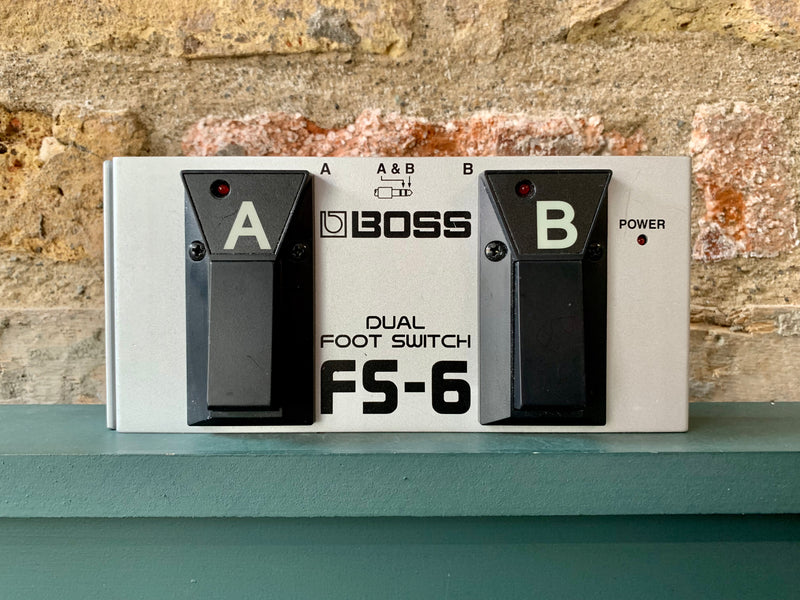 A
A & B
B
A
BOSS
B
POWER
DUAL
FOOT SWITCH
FS-6